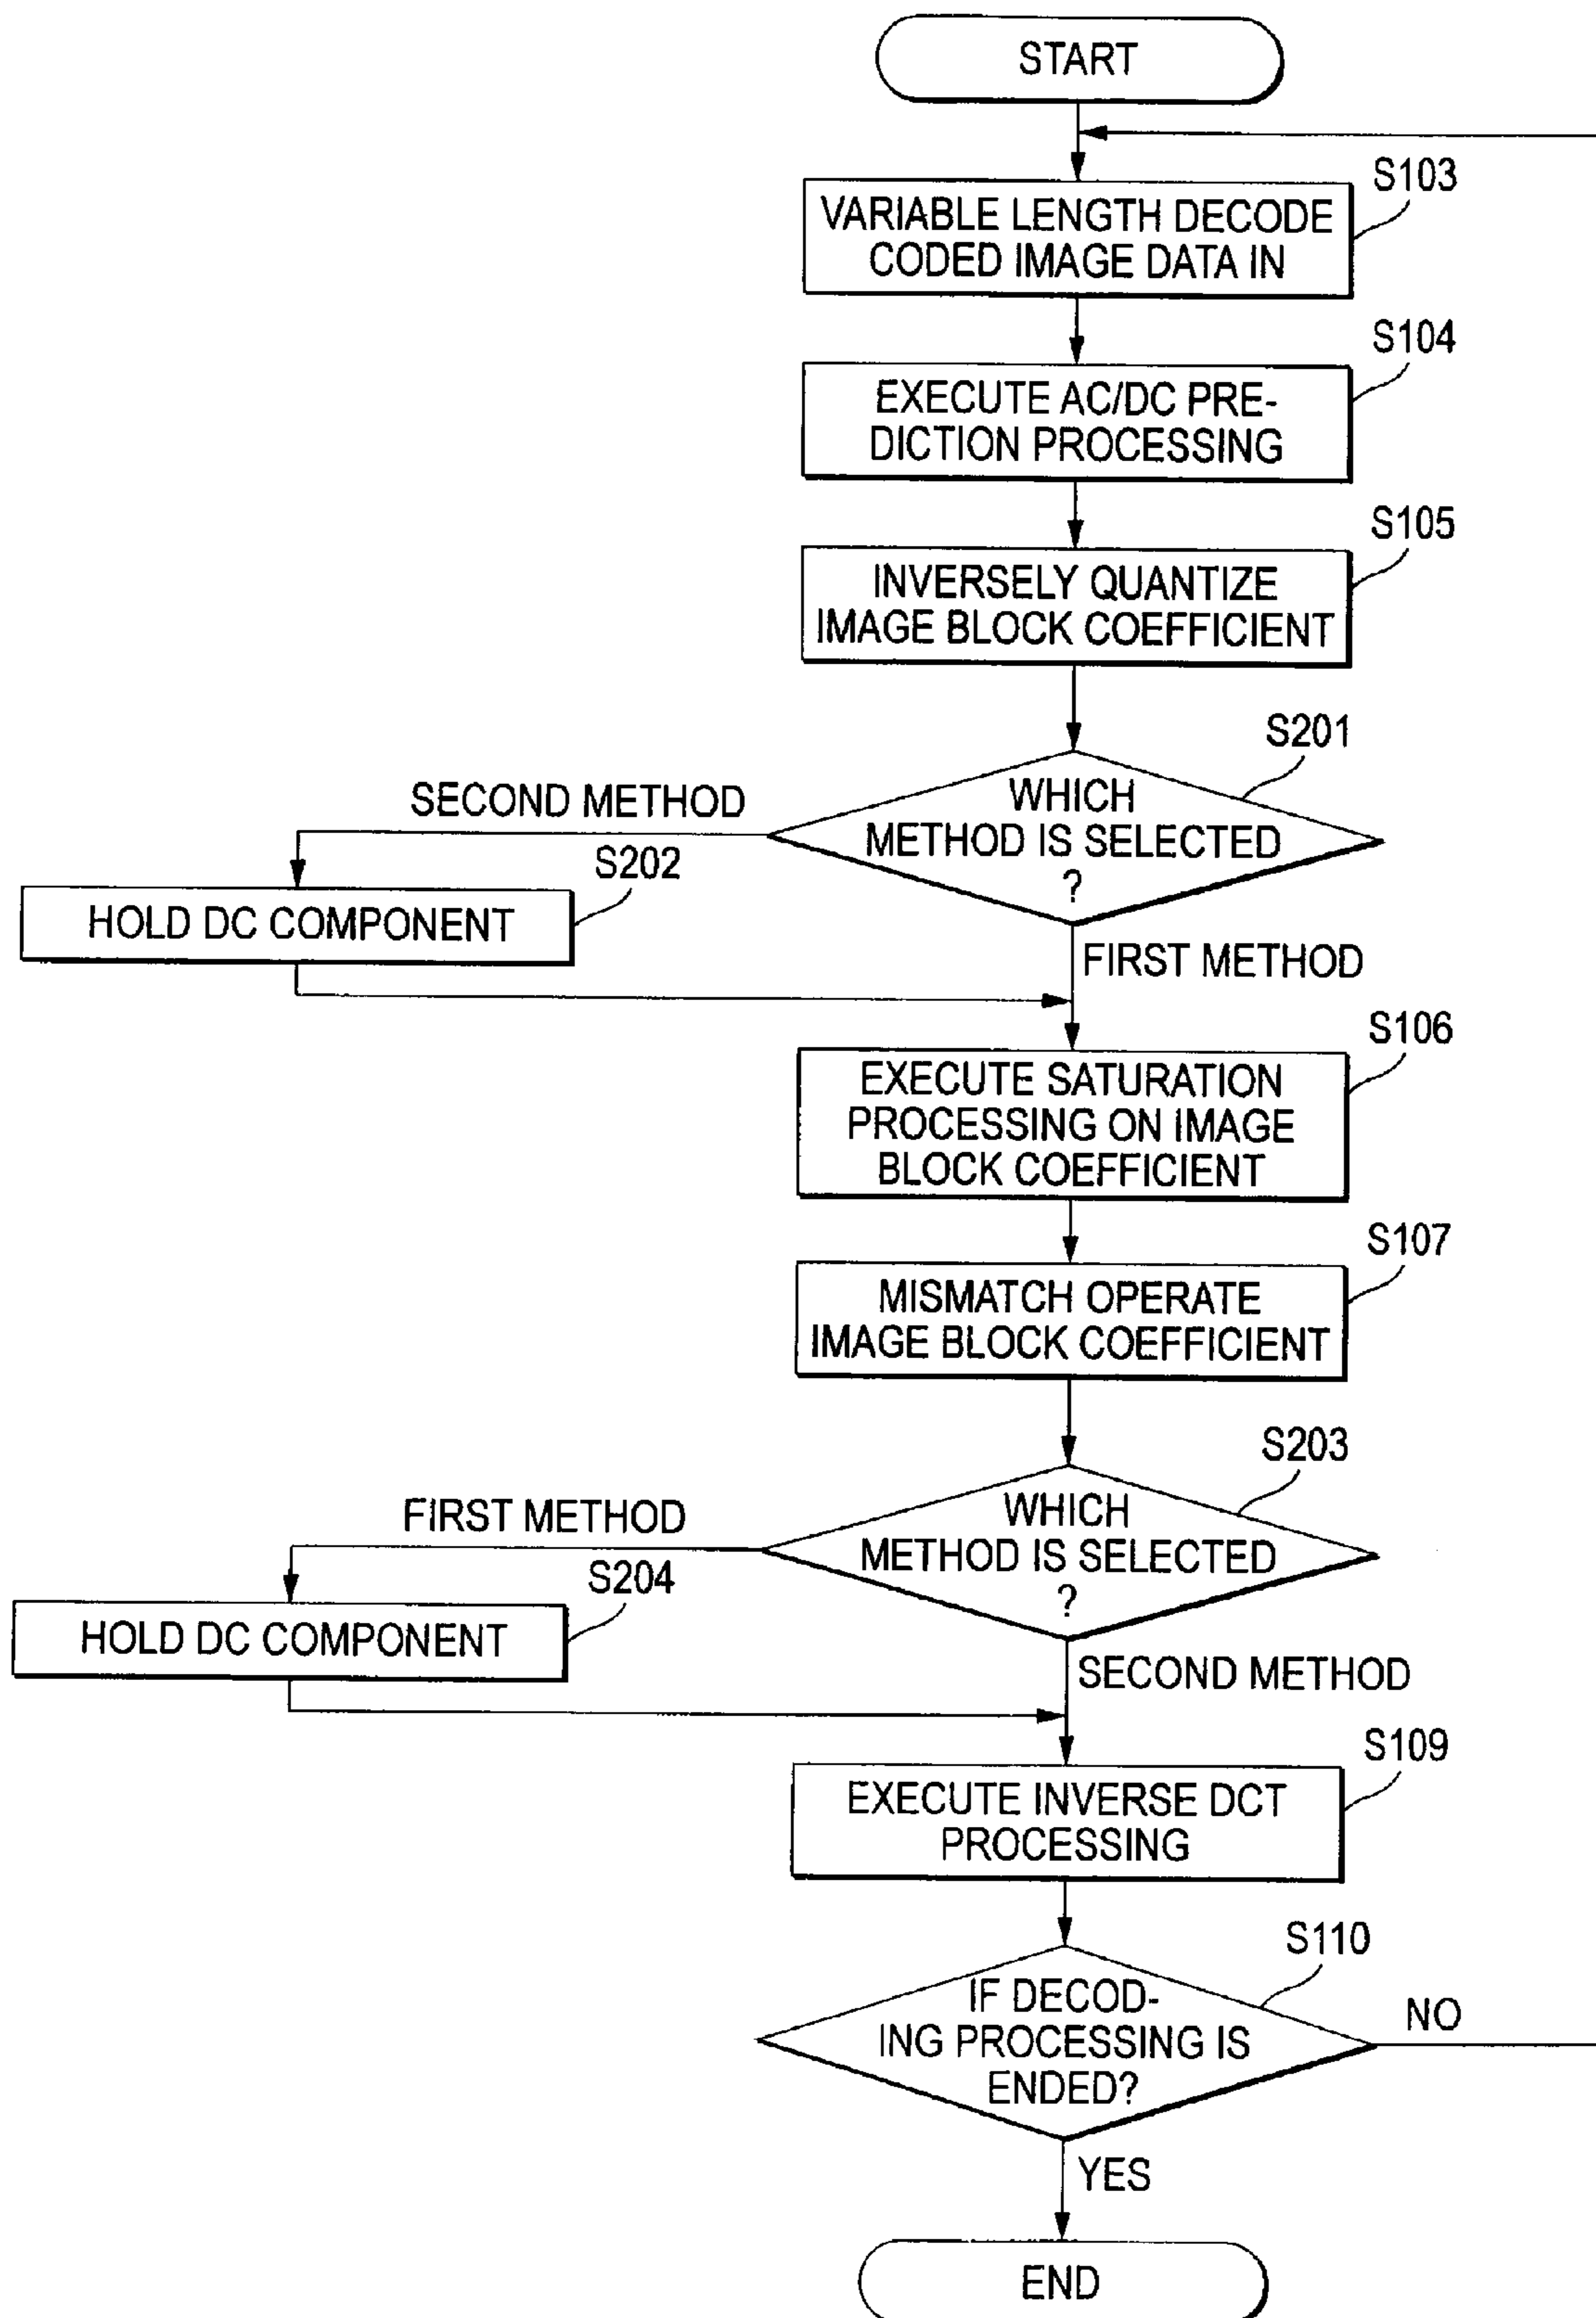 START
S103
VARIABLE LENGTH DECODE
CODED IMAGE DATA IN
S104
EXECUTE AC/DC PRE-
DICTION PROCESSING
S105
INVERSELY QUANTIZE
IMAGE BLOCK COEFFICIENT
S201
WHICH
METHOD IS SELECTED
?
SECOND METHOD
S202
HOLD DC COMPONENT
FIRST METHOD
S106
EXECUTE SATURATION
PROCESSING ON IMAGE
BLOCK COEFFICIENT
S107
MISMATCH OPERATE
IMAGE BLOCK COEFFICIENT
S203
WHICH
METHOD IS SELECTED
?
FIRST METHOD
S204
HOLD DC COMPONENT
SECOND METHOD
S109
EXECUTE INVERSE DCT
PROCESSING
S110
IF DECOD-
ING PROCESSING IS
ENDED?
NO
YES
END